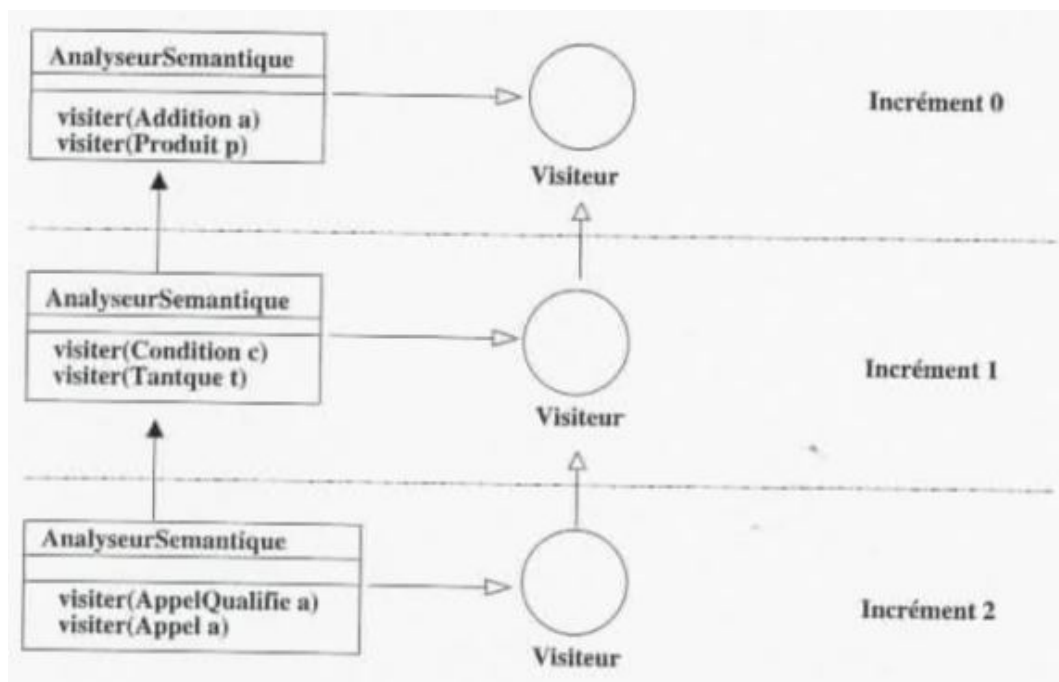 AnalyseurSemantique
visiter(Addition a)
visiter(Produit p)
Visiteur
Incrément 0
AnalyseurSemantique
visiter(Condition c)
visiter(Tantque t)
Visiteur
Incrément 1
AnalyseurSemantique
visiter(AppelQualifie a)
visiter(Appel a)
Visiteur
Incrément 2